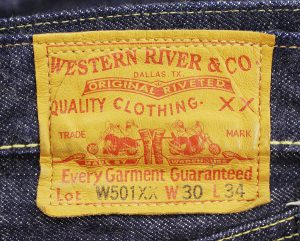 WESTERN RIVER & CO
DALLAS, TX.
ORIGINAL RIVETED
QUALITY CLOTHING. XX
TRADE MARK
Every Garment Guaranteed
Lot W501XX W 30 L 34